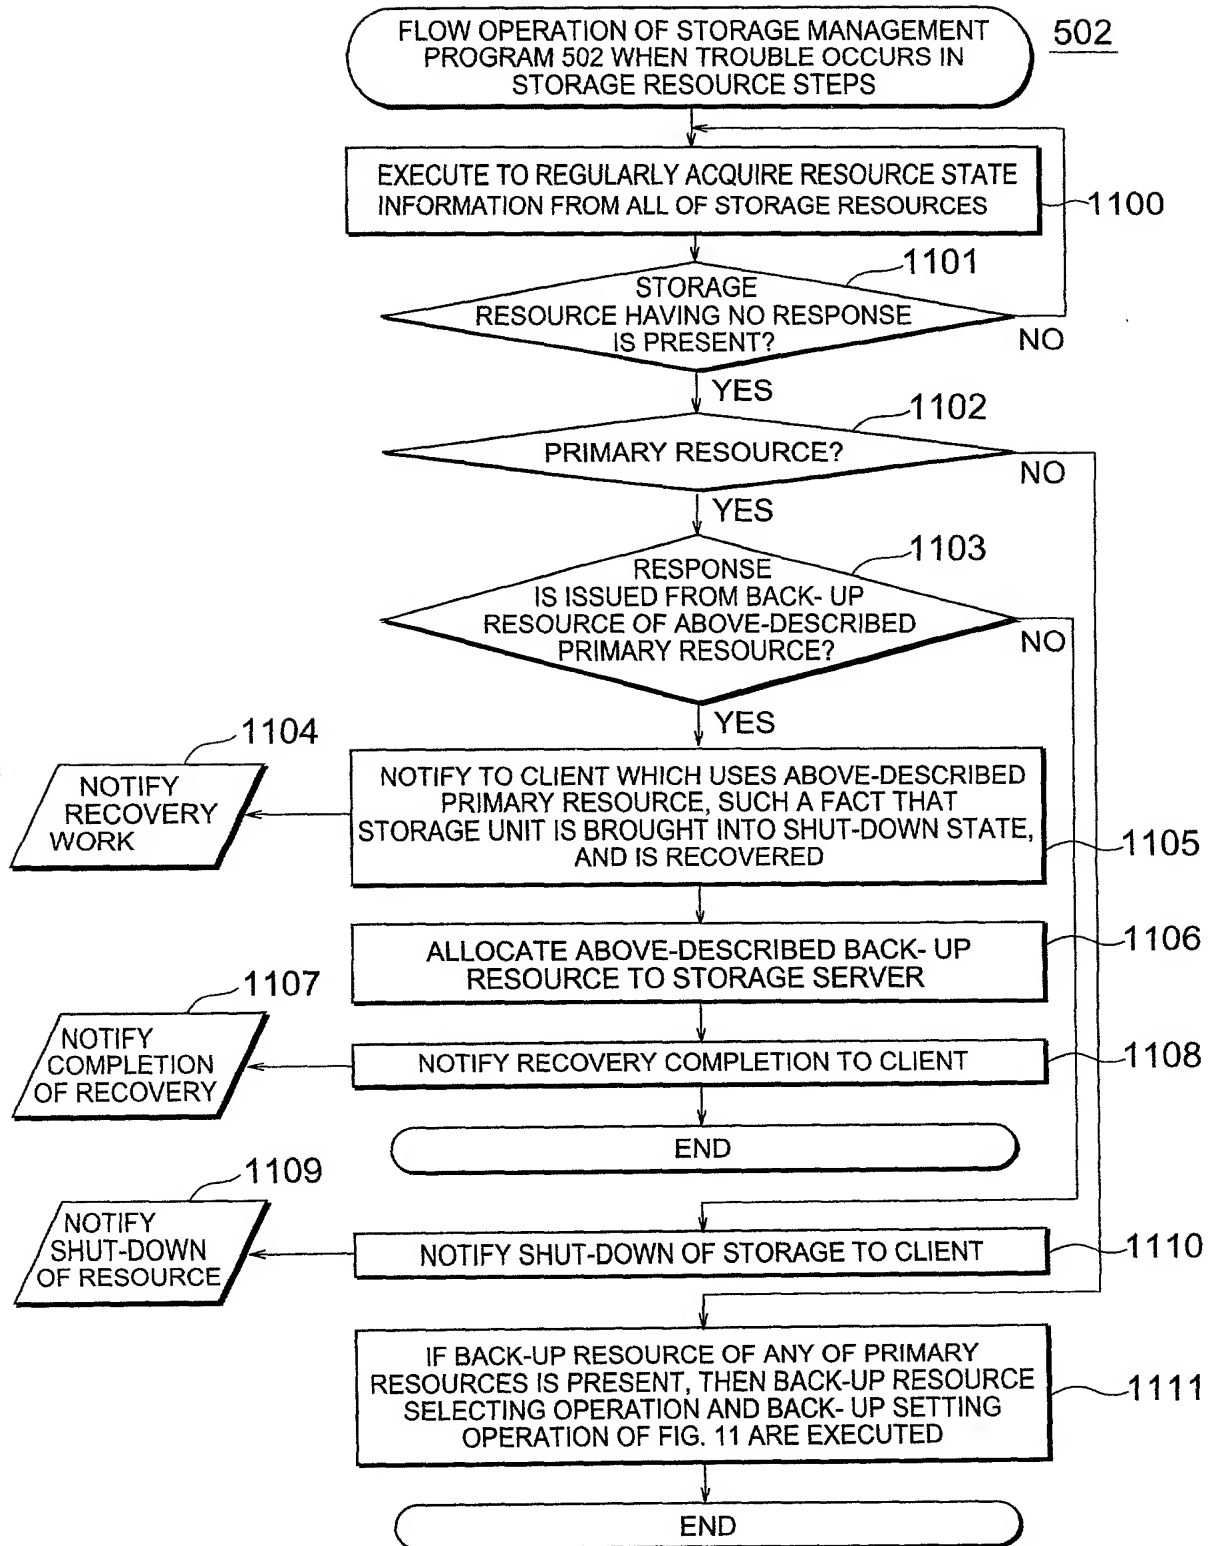 FLOW OPERATION OF STORAGE MANAGEMENT
PROGRAM 502 WHEN TROUBLE OCCURS IN
STORAGE RESOURCE STEPS
502
EXECUTE TO REGULARLY ACQUIRE RESOURCE STATE
INFORMATION FROM ALL OF STORAGE RESOURCES
1100
1101
STORAGE
RESOURCE HAVING NO RESPONSE
IS PRESENT?
NO
YES
1102
PRIMARY RESOURCE?
NO
YES
1103
RESPONSE
IS ISSUED FROM BACK- UP
RESOURCE OF ABOVE-DESCRIBED
PRIMARY RESOURCE?
NO
YES
1104
NOTIFY
RECOVERY
WORK
NOTIFY TO CLIENT WHICH USES ABOVE-DESCRIBED
PRIMARY RESOURCE, SUCH A FACT THAT
STORAGE UNIT IS BROUGHT INTO SHUT-DOWN STATE,
AND IS RECOVERED
1105
ALLOCATE ABOVE-DESCRIBED BACK- UP
RESOURCE TO STORAGE SERVER
1106
1107
NOTIFY
COMPLETION
OF RECOVERY
NOTIFY RECOVERY COMPLETION TO CLIENT
1108
END
1109
NOTIFY
SHUT-DOWN
OF RESOURCE
NOTIFY SHUT-DOWN OF STORAGE TO CLIENT
1110
IF BACK-UP RESOURCE OF ANY OF PRIMARY
RESOURCES IS PRESENT, THEN BACK-UP RESOURCE
SELECTING OPERATION AND BACK- UP SETTING
OPERATION OF FIG. 11 ARE EXECUTED
1111
END